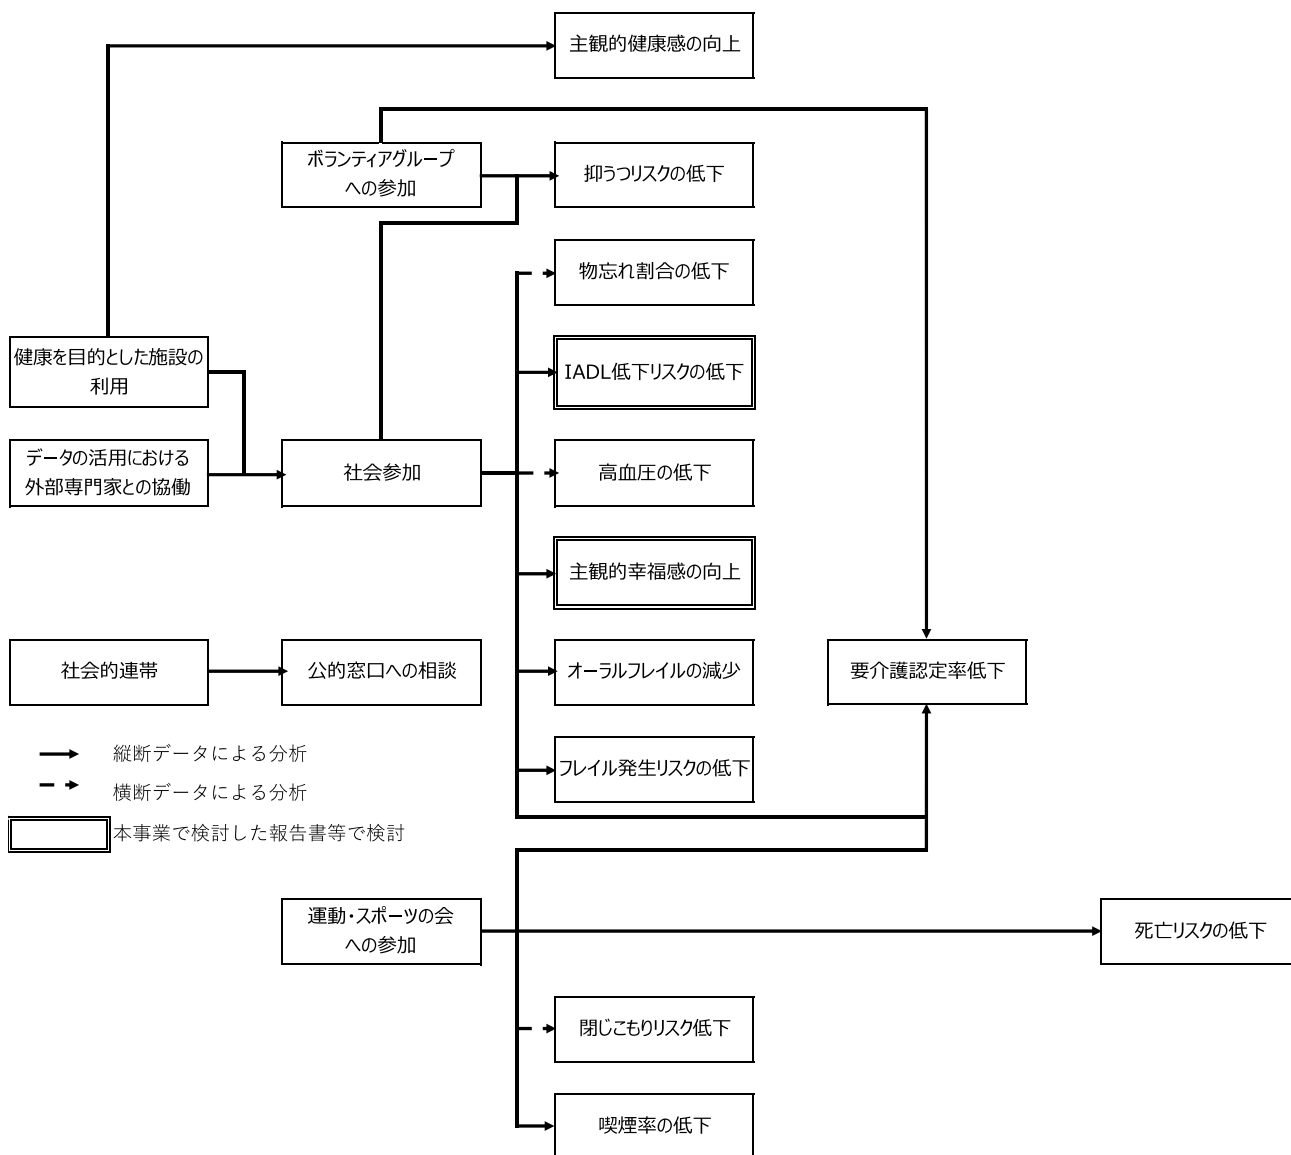 主観的健康感の向上
ボランティアグループ
への参加
抑うつリスクの低下
物忘れ割合の低下
健康を目的とした施設の
利用
IADL低下リスクの低下
データの活用における
外部専門家との協働
社会参加
高血圧の低下
主観的幸福感の向上
社会的連帯
公的窓口への相談
オーラルフレイルの減少
要介護認定率低下
縦断データによる分析
横断データによる分析
本事業で検討した報告書等で検討
フレイル発生リスクの低下
運動・スポーツの会
への参加
死亡リスクの低下
閉じこもりリスク低下
喫煙率の低下